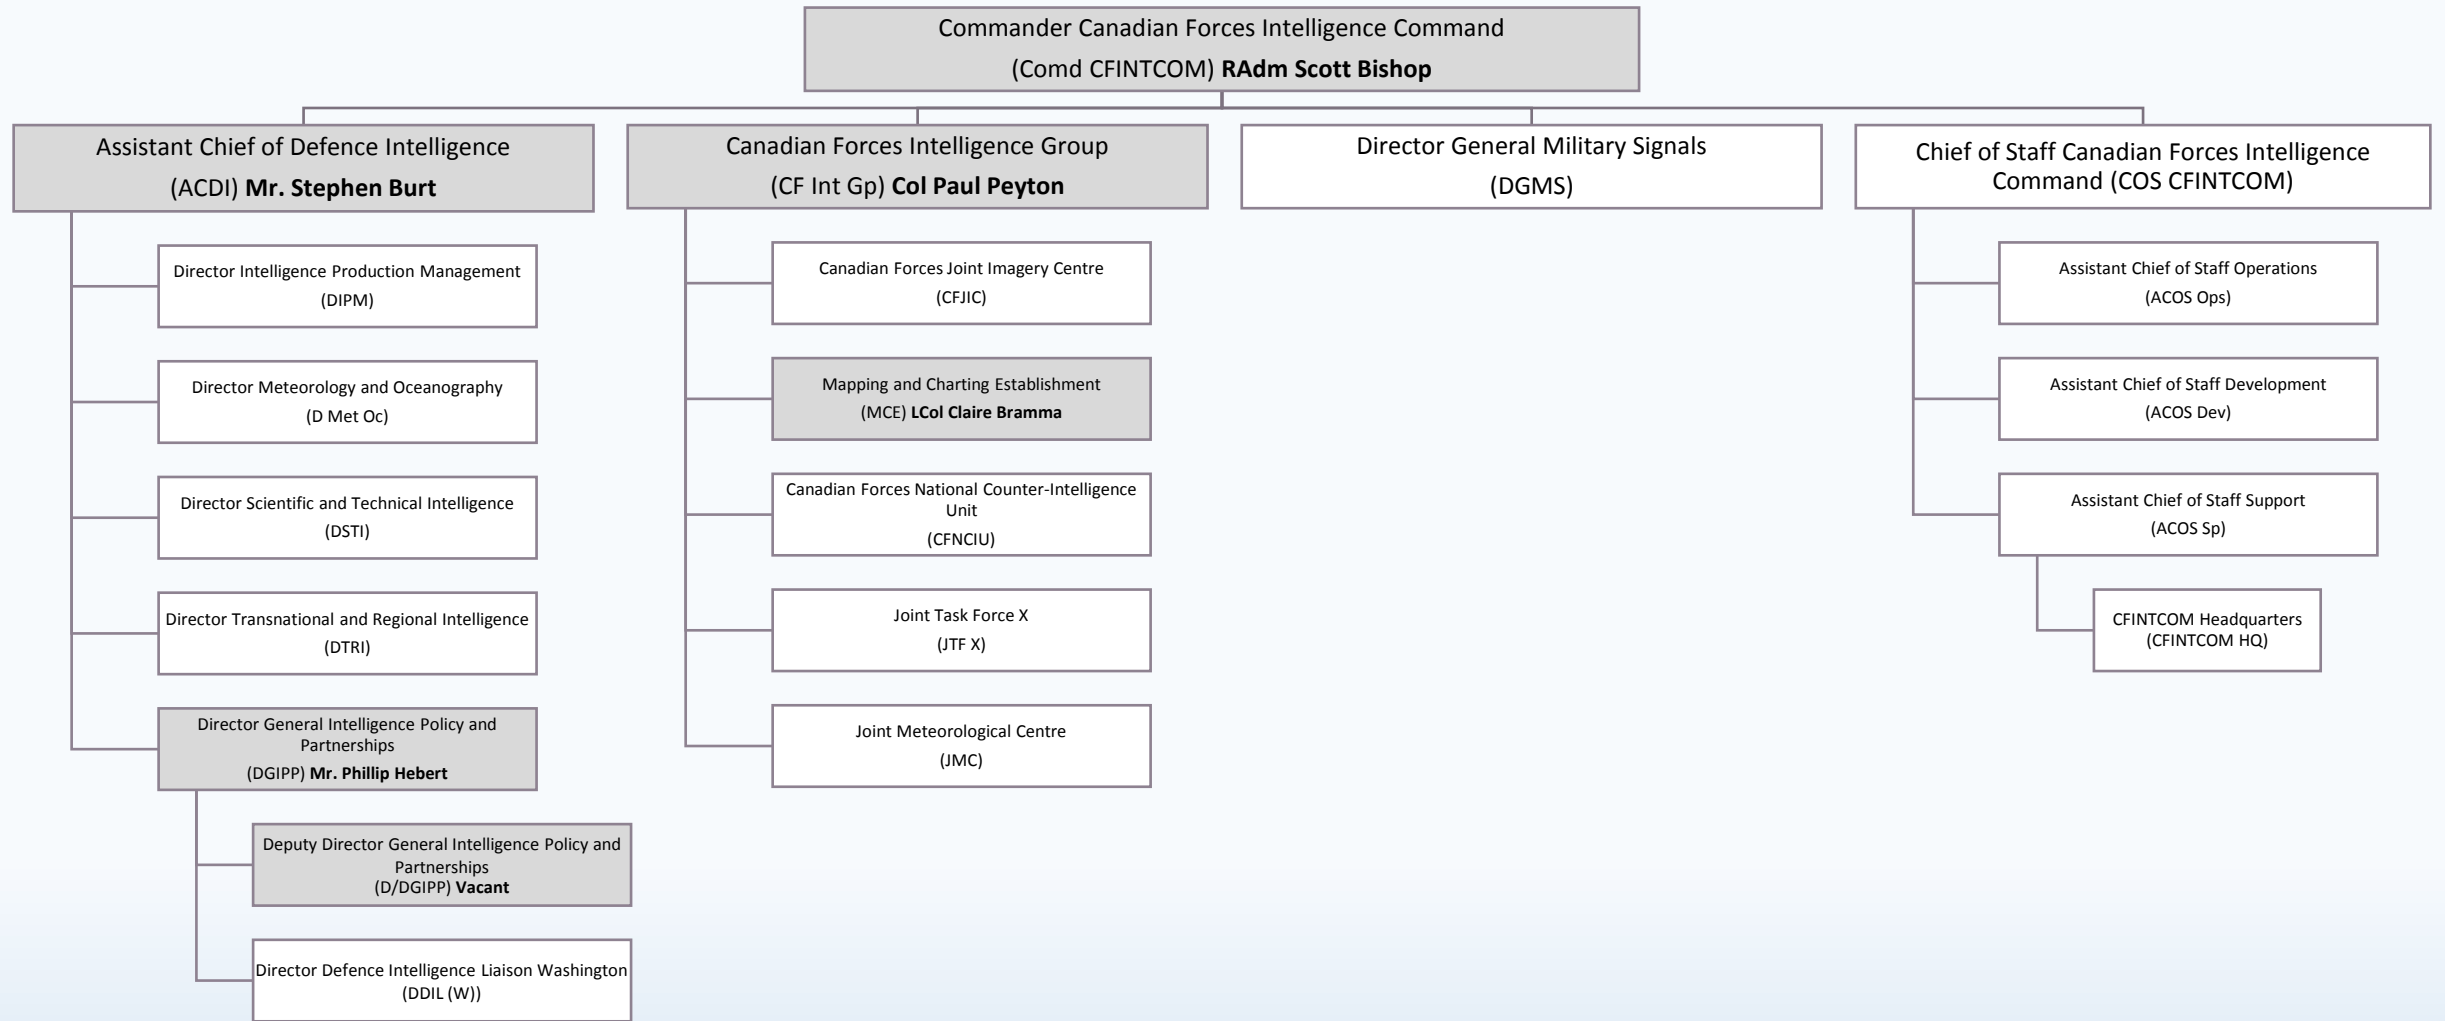 Commander Canadian Forces Intelligence Command
(Comd CFINTCOM) RAdm Scott Bishop
Assistant Chief of Defence Intelligence
(ACDI) Mr. Stephen Burt
Director Intelligence Production Management
(DIPM)
Director Meteorology and Oceanography
(D Met Oc)
Director Scientific and Technical Intelligence
(DSTI)
Director Transnational and Regional Intelligence
(DTRI)
Director General Intelligence Policy and
Partnerships
(DGIPP) Mr. Phillip Hebert
Deputy Director General Intelligence Policy and
Partnerships
(D/DGIPP) Vacant
Director Defence Intelligence Liaison Washington
(DDIL (W))
Canadian Forces Intelligence Group
(CF Int Gp) Col Paul Peyton
Canadian Forces Joint Imagery Centre
(CFJIC)
Mapping and Charting Establishment
(MCE) LCol Claire Bramma
Canadian Forces National Counter-Intelligence
Unit
(CFNCIU)
Joint Task Force X
(JTF X)
Joint Meteorological Centre
(JMC)
Director General Military Signals
(DGMS)
Chief of Staff Canadian Forces Intelligence
Command (COS CFINTCOM)
Assistant Chief of Staff Operations
(ACOS Ops)
Assistant Chief of Staff Development
(ACOS Dev)
Assistant Chief of Staff Support
(ACOS Sp)
CFINTCOM Headquarters
(CFINTCOM HQ)